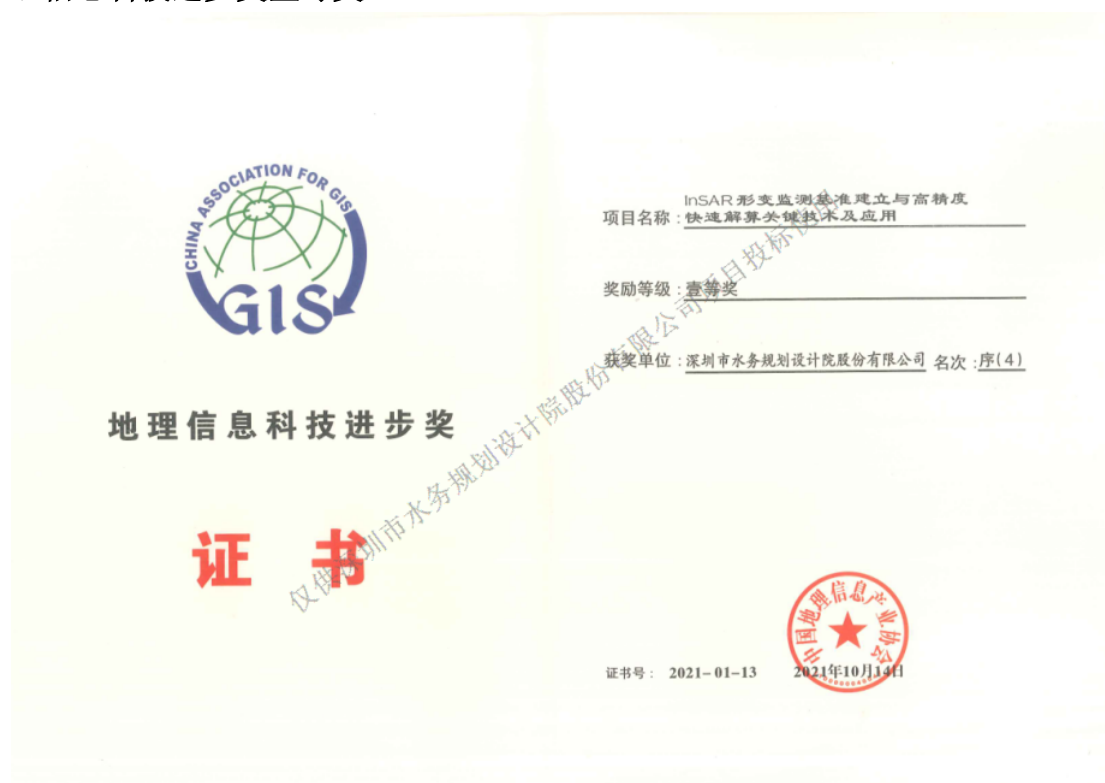 CHINA ASSOCIATION FOR GIS
GIS
地理信息科技进步奖
证 书
项目名称：InSAR 形变监测基准建立与高精度
快速解算关键技术及应用
奖励等级：壹等奖
获奖单位：深圳市水务规划设计院股份有限公司 名次：序(4)
仅供深圳市水务规划设计院股份有限公司项目投标使用
中国地理信息产业协会
证书号： 2021-01-13 2021年10月14日